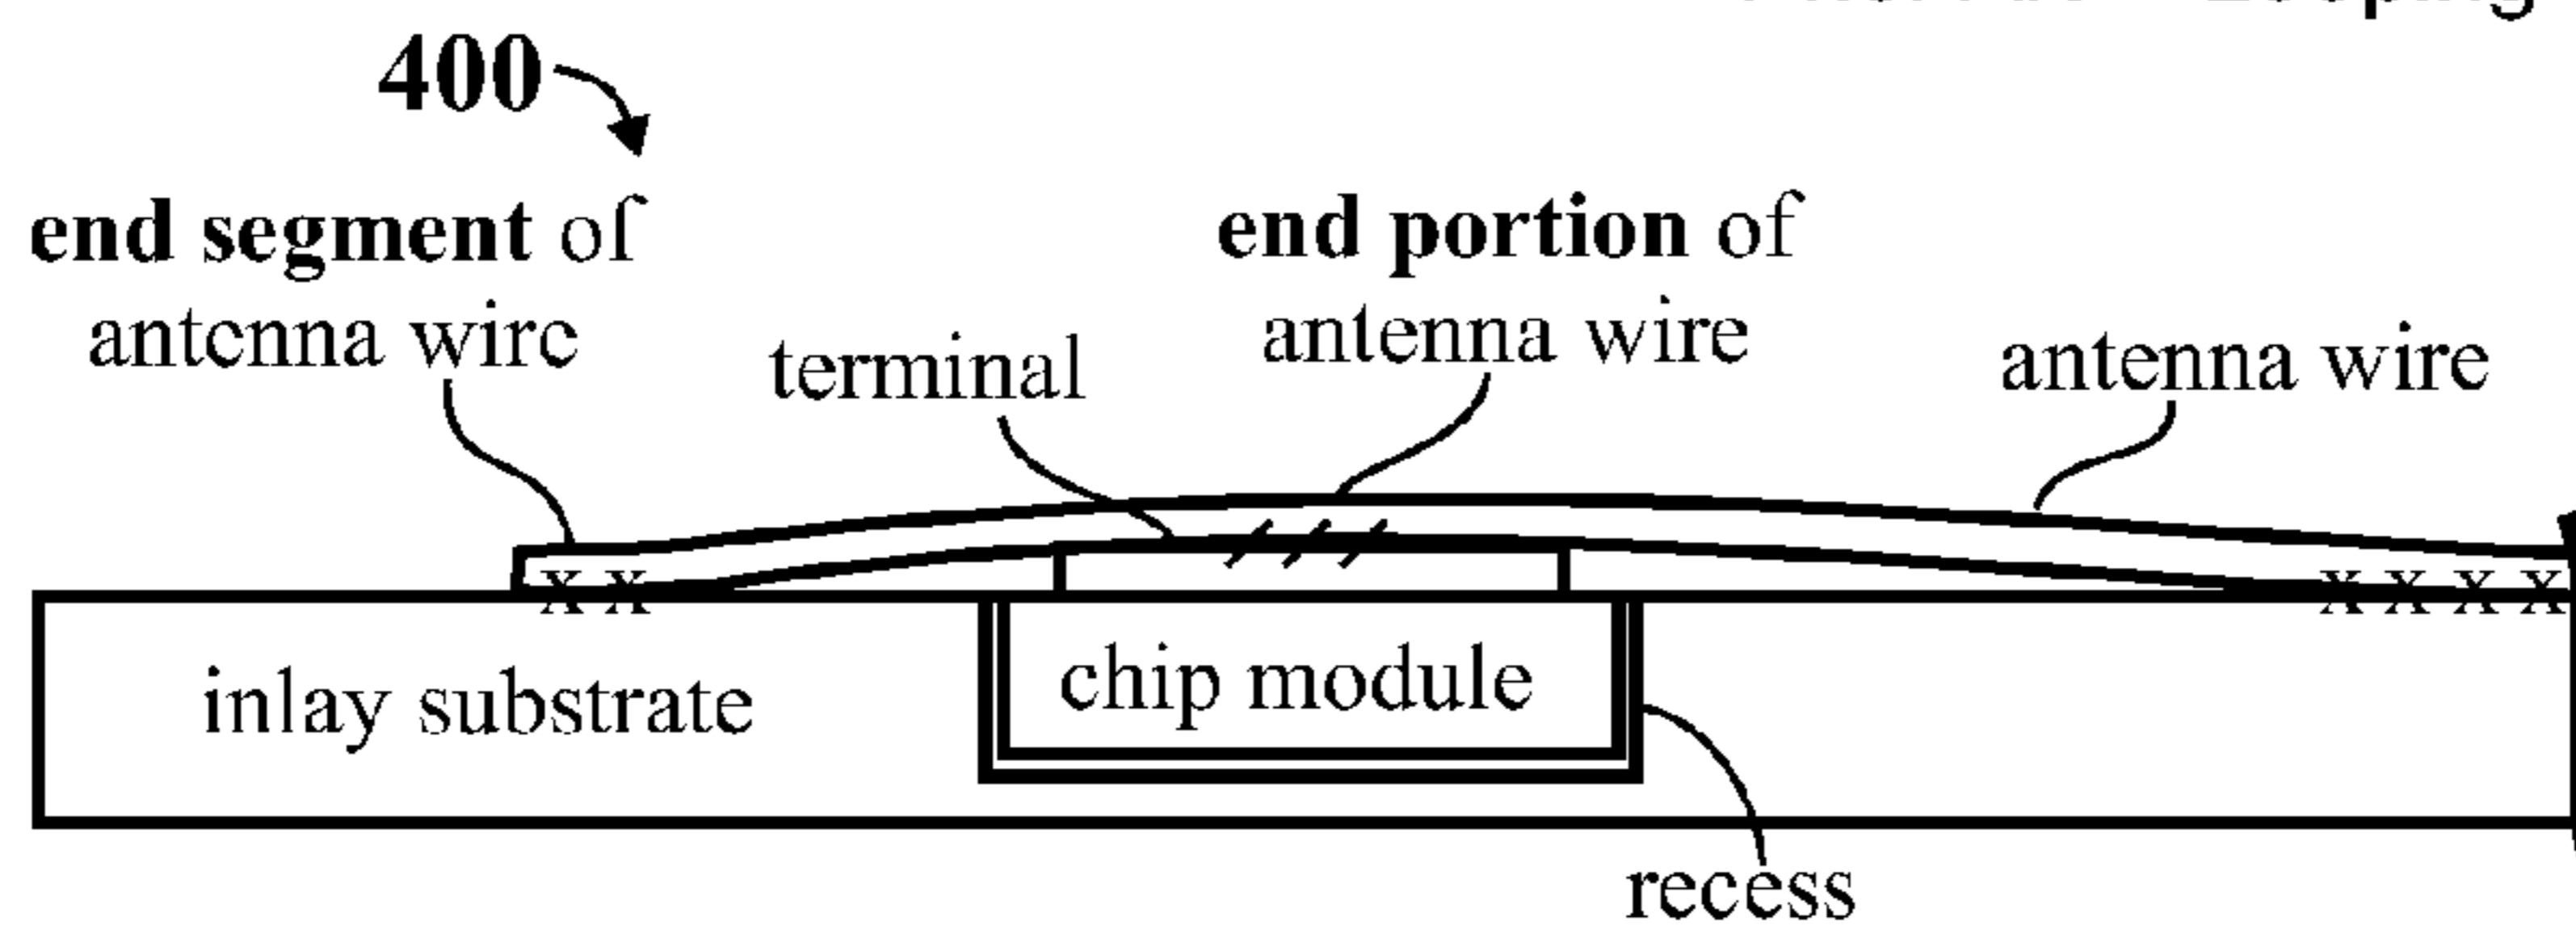 400
end segment of
antenna wire
terminal
end portion of
antenna wire
antenna wire
x x
x x x x
inlay substrate
chip module
recess